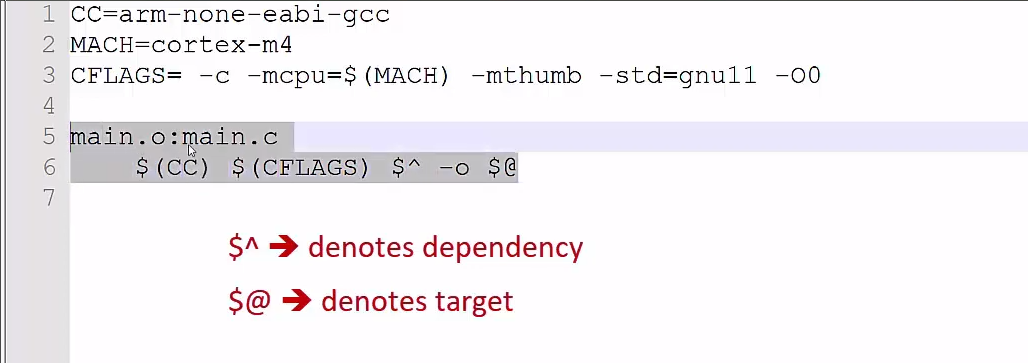 1 CC=arm-none-eabi-gcc
2 MACH=cortex-m4
3 CFLAGS= -c -mcpu=$(MACH) -mthumb -std=gnu11 -O0
4
5 main.o:main.c
6 $(CC) $(CFLAGS) $^ -o $@
7
$^ ➔ denotes dependency
$@ ➔ denotes target